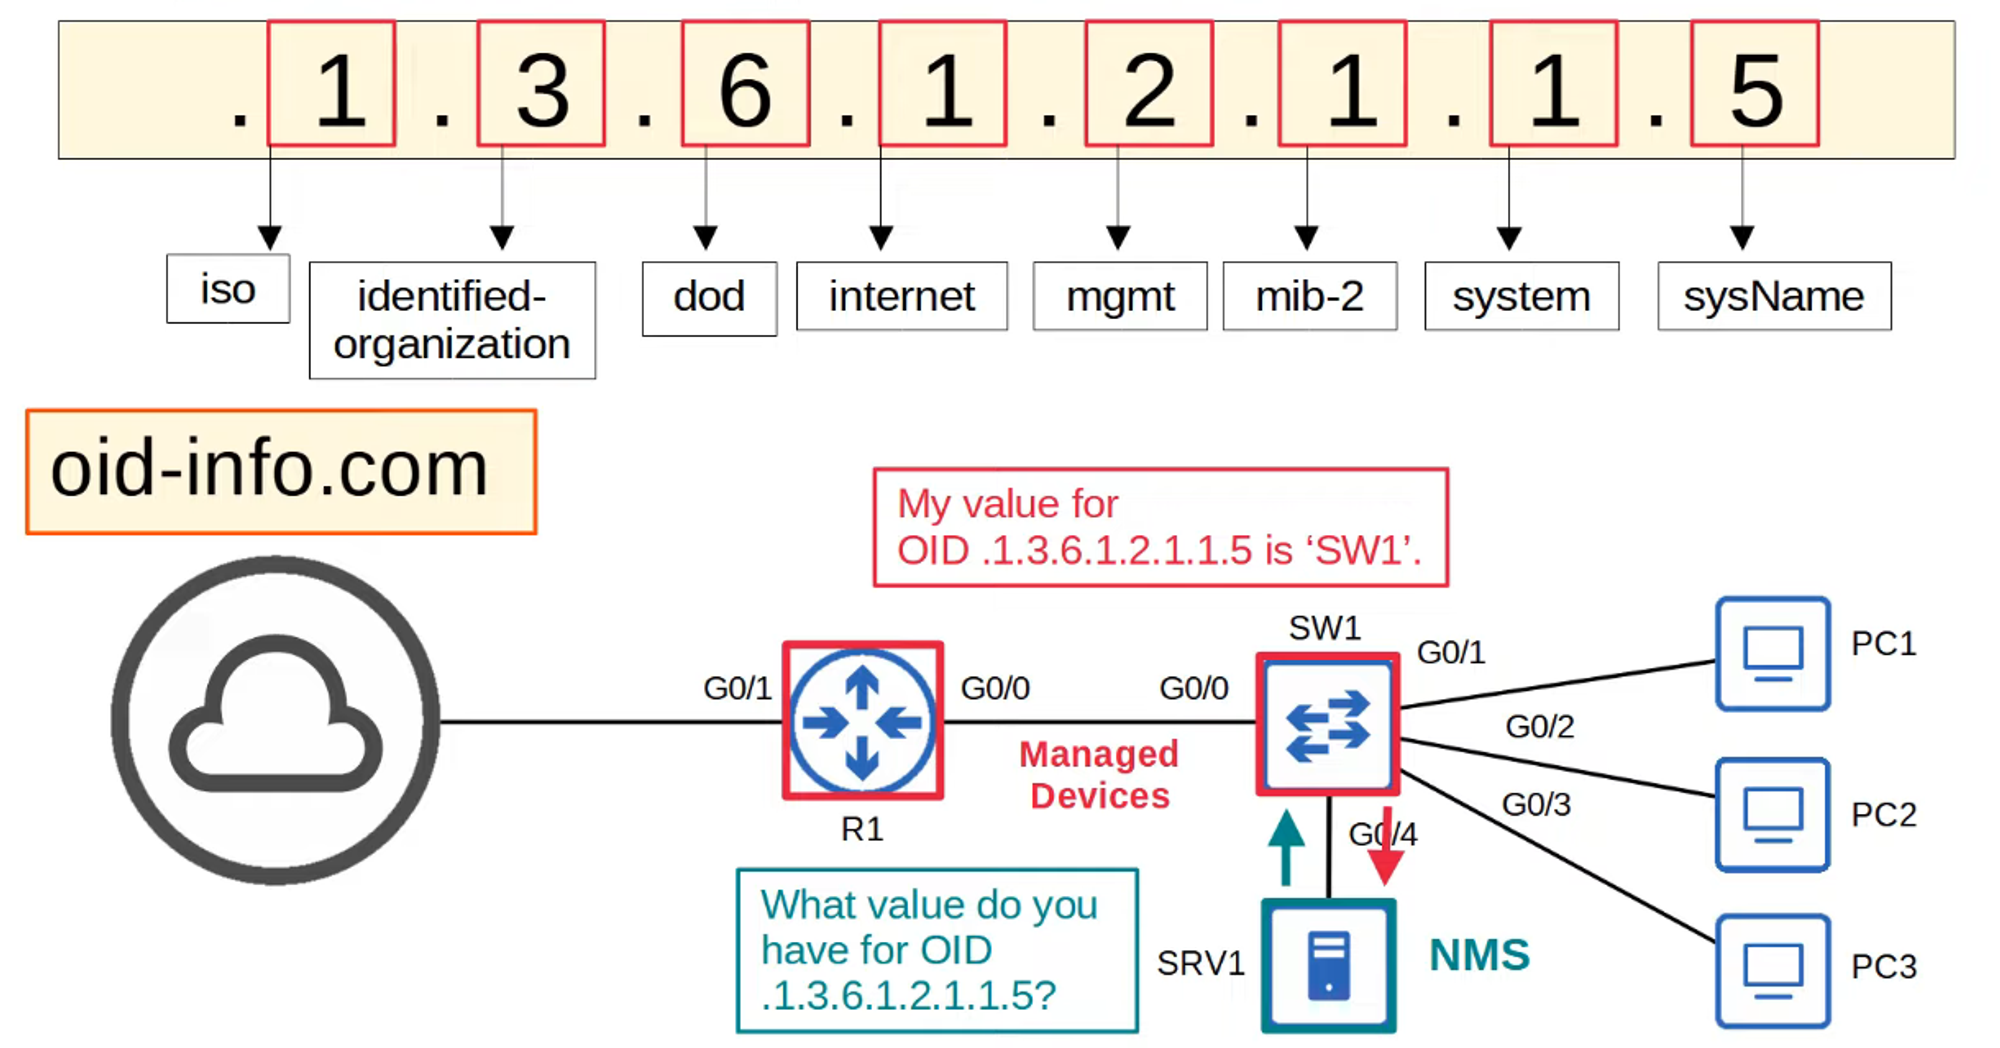 . 1 . 3 . 6 . 1 . 2 . 1 . 1 . 5
iso
identified-
organization
dod
internet
mgmt
mib-2
system
sysName
oid-info.com
My value for
OID .1.3.6.1.2.1.1.5 is ‘SW1’.
SW1
G0/1
PC1
G0/1
G0/0
G0/0
G0/2
Managed
Devices
G0/3
R1
G0/4
PC2
What value do you
have for OID
.1.3.6.1.2.1.1.5?
SRV1
NMS
PC3